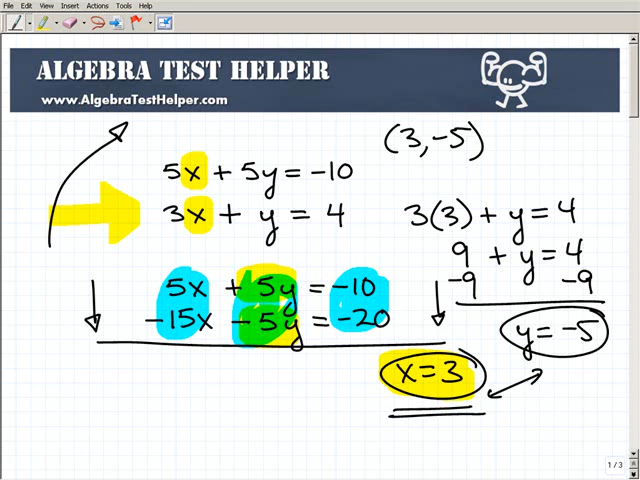 File Edit View Insert Actions Tools Help
ALGEBRA TEST HELPER
www.AlgebraTestHelper.com
(3, -5)
5x + 5y = -10
3x + y = 4
3(3) + y = 4
9 + y = 4
-9 -9
y = -5
5x + 5y = -10
-15x - 5y = -20
x = 3
1 / 3